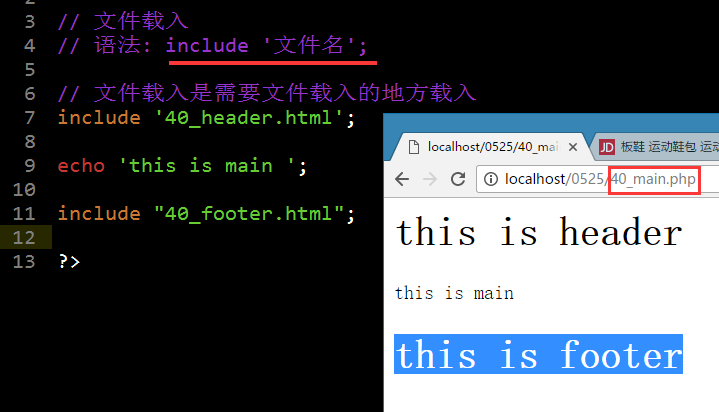 3 // 文件载入
4 // 语法: include '文件名';
5
6 // 文件载入是需要文件载入的地方载入
7 include '40_header.html';
8
9 echo 'this is main ';
10
11 include "40_footer.html";
12
13 ?>
localhost/0525/40_mai
JD 板鞋 运动鞋包 运动
localhost/0525/40_main.php
this is header
this is main
this is footer